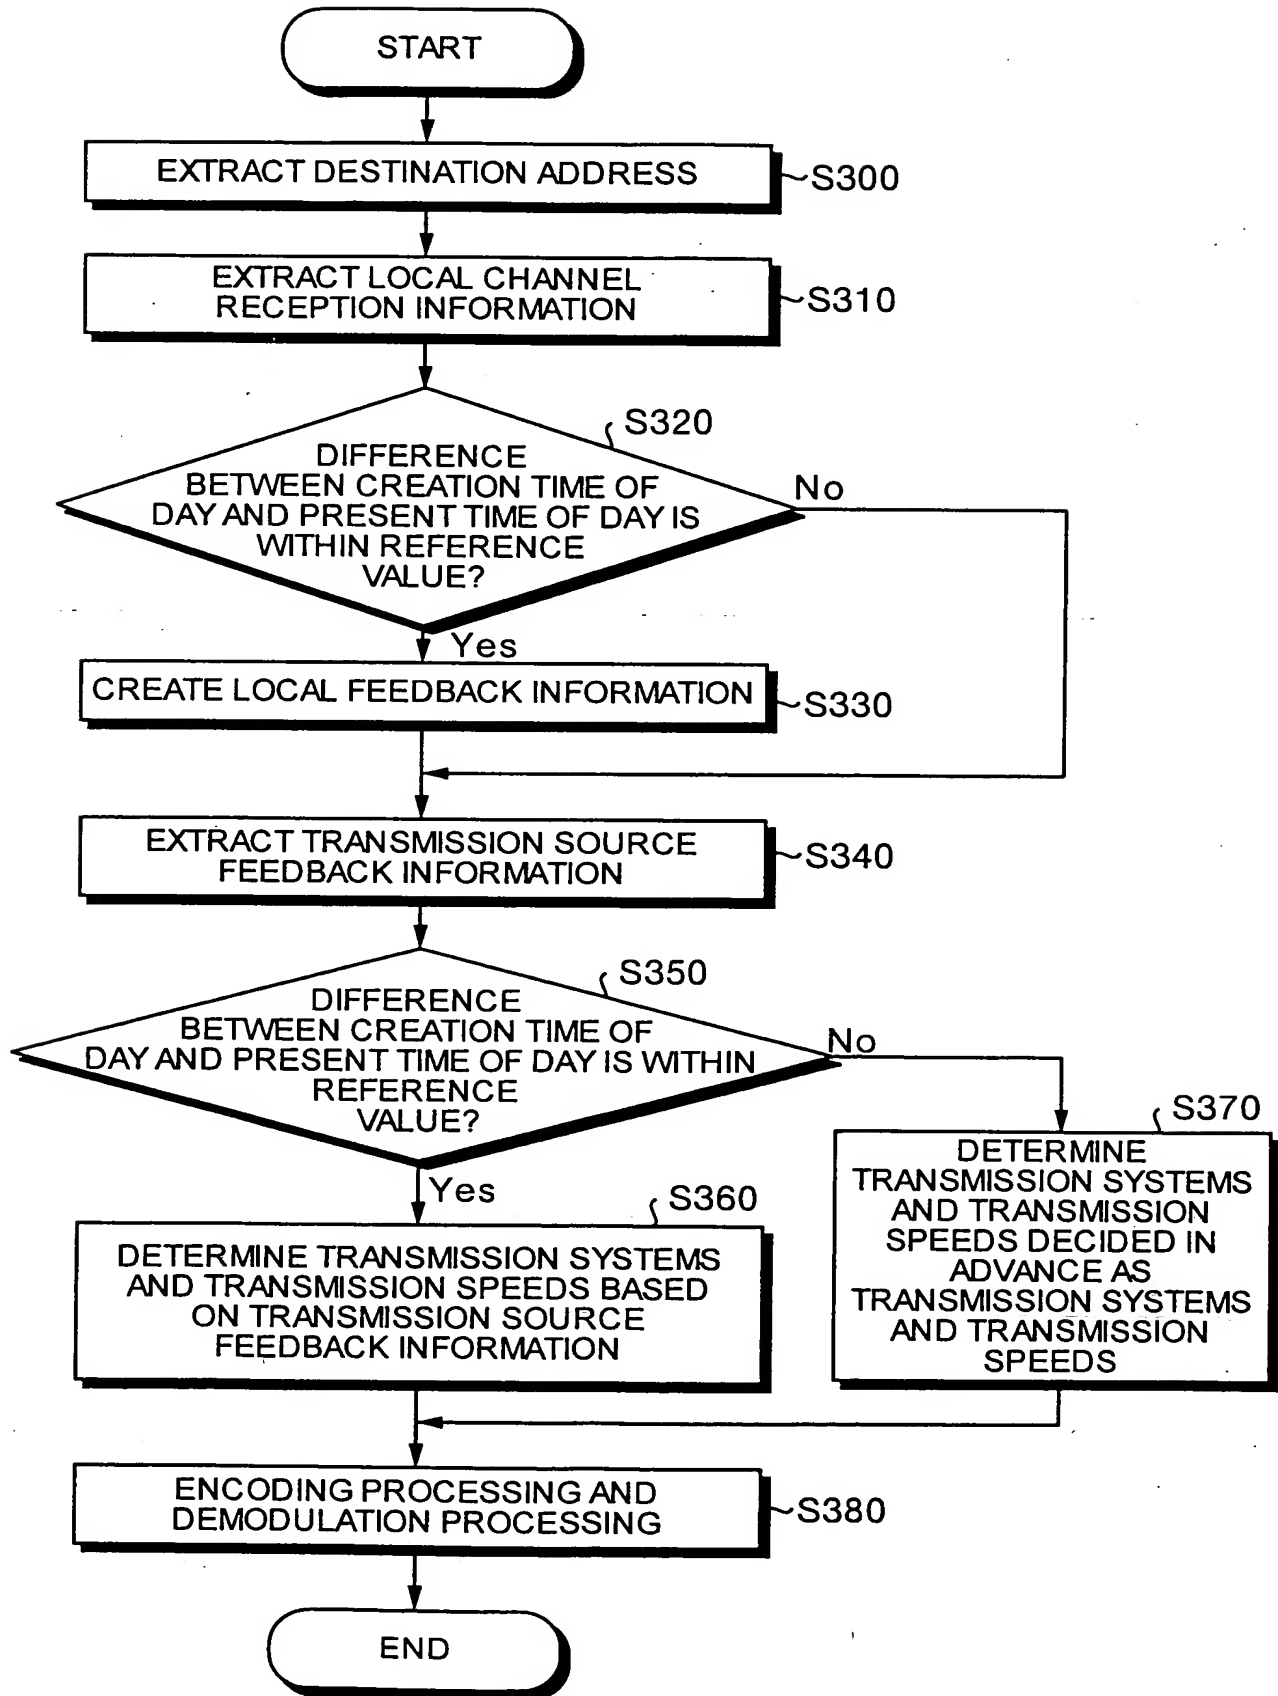 START
EXTRACT DESTINATION ADDRESS
S300
EXTRACT LOCAL CHANNEL
RECEPTION INFORMATION
S310
S320
DIFFERENCE
BETWEEN CREATION TIME OF
DAY AND PRESENT TIME OF DAY IS
WITHIN REFERENCE
VALUE?
No
Yes
CREATE LOCAL FEEDBACK INFORMATION
S330
EXTRACT TRANSMISSION SOURCE
FEEDBACK INFORMATION
S340
S350
DIFFERENCE
BETWEEN CREATION TIME OF
DAY AND PRESENT TIME OF DAY IS WITHIN
REFERENCE
VALUE?
No
Yes
S360
DETERMINE TRANSMISSION SYSTEMS
AND TRANSMISSION SPEEDS BASED
ON TRANSMISSION SOURCE
FEEDBACK INFORMATION
S370
DETERMINE
TRANSMISSION SYSTEMS
AND TRANSMISSION
SPEEDS DECIDED IN
ADVANCE AS
TRANSMISSION SYSTEMS
AND TRANSMISSION
SPEEDS
ENCODING PROCESSING AND
DEMODULATION PROCESSING
S380
END